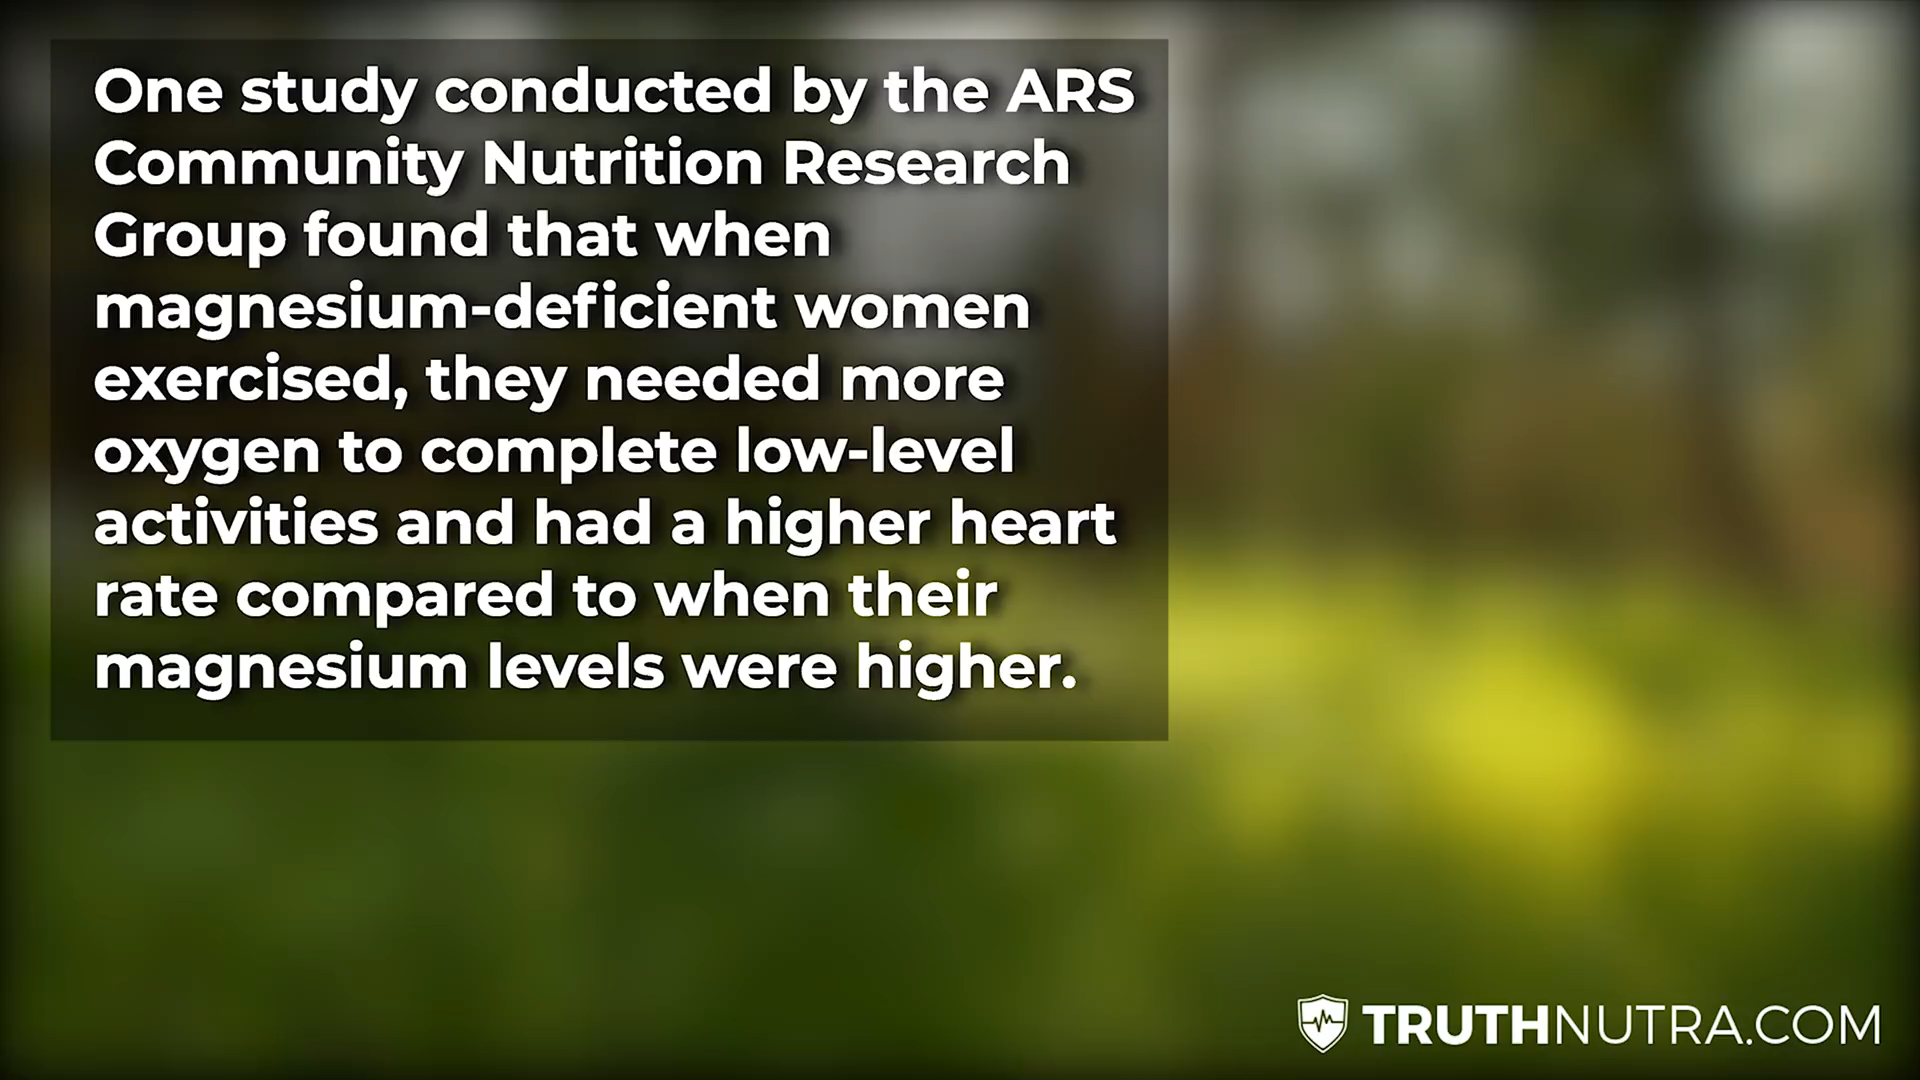 One study conducted by the ARS
Community Nutrition Research
Group found that when
magnesium-deficient women
exercised, they needed more
oxygen to complete low-level
activities and had a higher heart
rate compared to when their
magnesium levels were higher.
TRUTHNUTRA.COM